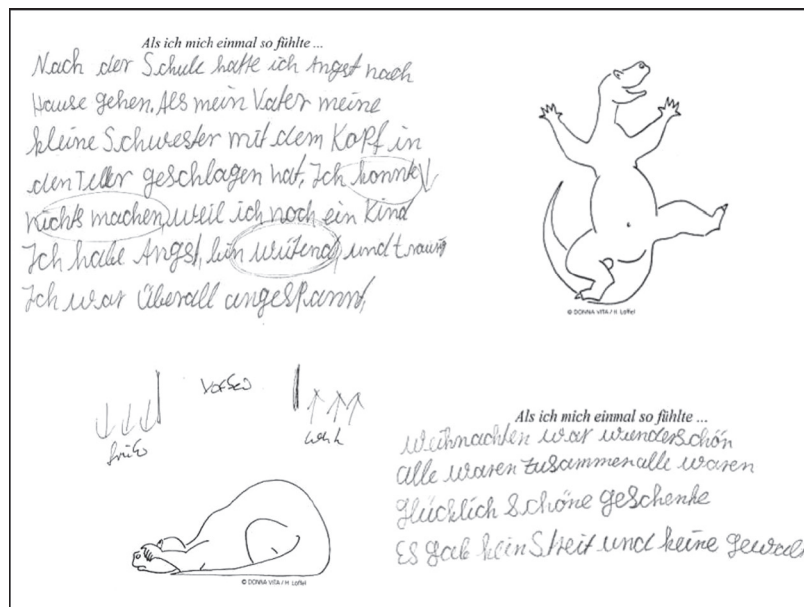 Als ich mich einmal so fühlte ...
Nach der Schule hatte ich Angst nach
Hause gehen. Als mein Vater meine
kleine Schwester mit dem Kopf in
den Teller geschlagen hat. Ich konnte
nichts machen, weil ich noch ein Kind
Ich habe Angst, bin wütend, und traurig
Ich war überall angespannt,
© DONNA VITA / H. Löffel
© DONNA VITA / H. Löffel
Als ich mich einmal so fühlte ...
Weihnachten war wunderschön
alle waren zusammen alle waren
glücklich schöne geschenke
Es gab kein Streit und keine gewalt